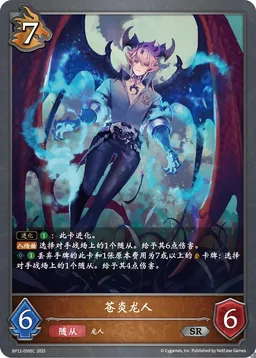 7
进化 1：此卡进化。
入场曲 选择对手战场上的1个随从。给予其6点伤害。
1 丢弃手牌的此卡和1张原本费用为7或以上的 卡牌：选择对手战场上的1个随从。给予其4点伤害。
苍炎龙人
6
随从 龙人
SR
6
© Cygames, Inc. Published by NetEase Games